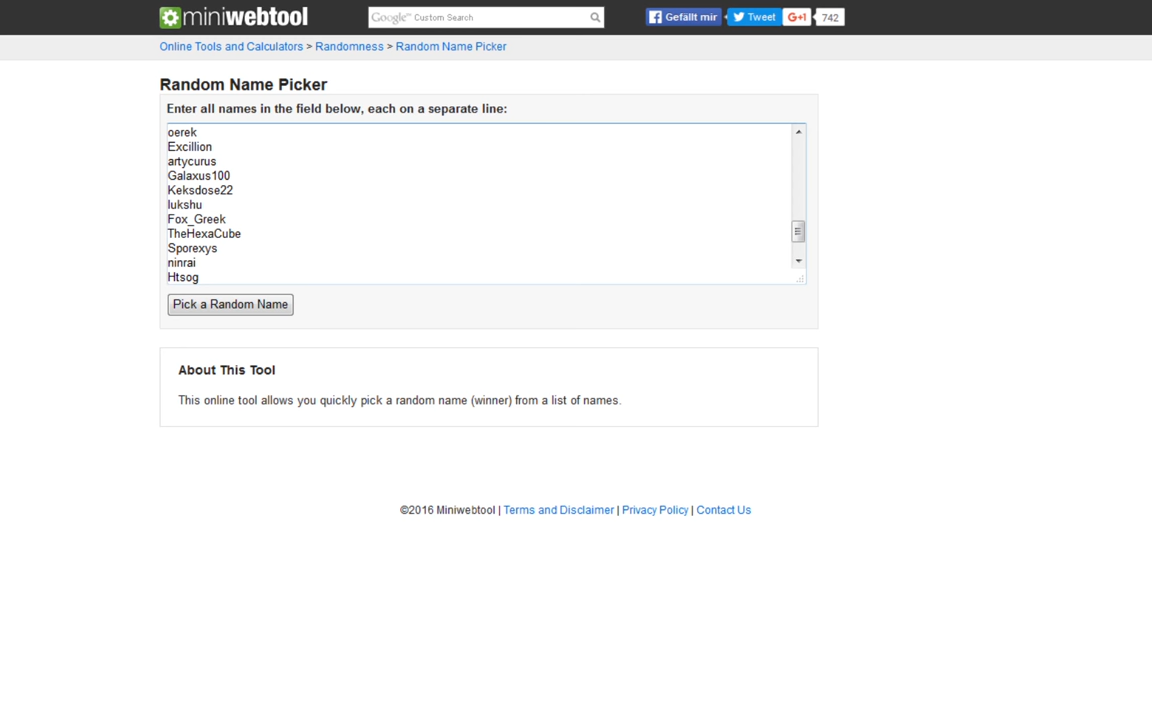 miniwebtool
Google™ Custom Search
Gefällt mir
Tweet
G+1
742
Online Tools and Calculators > Randomness > Random Name Picker
Random Name Picker
Enter all names in the field below, each on a separate line:
oerek
Excillion
artycurus
Galaxus100
Keksdose22
lukshu
Fox_Greek
TheHexaCube
Sporexys
ninrai
Htsog
Pick a Random Name
About This Tool
This online tool allows you quickly pick a random name (winner) from a list of names.
©2016 Miniwebtool | Terms and Disclaimer | Privacy Policy | Contact Us